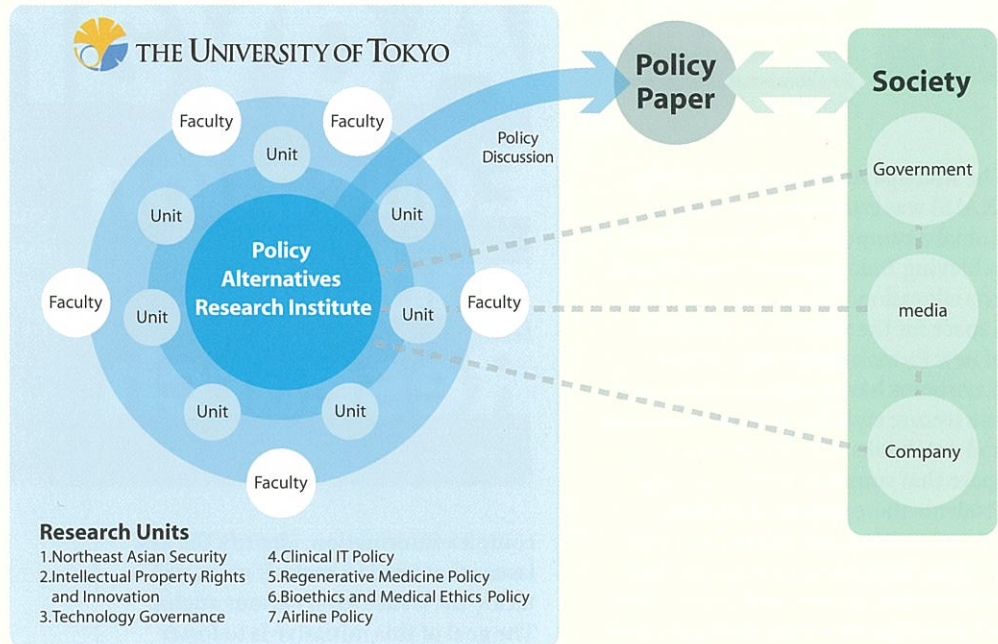 THE UNIVERSITY OF TOKYO
Policy
Paper
Society
Faculty
Faculty
Unit
Policy
Discussion
Government
Unit
Unit
Policy
Alternatives
Research Institute
Faculty
Unit
Unit
Faculty
media
Unit
Unit
Company
Faculty
Research Units
1.Northeast Asian Security
2.Intellectual Property Rights
and Innovation
3.Technology Governance
4.Clinical IT Policy
5.Regenerative Medicine Policy
6.Bioethics and Medical Ethics Policy
7.Airline Policy